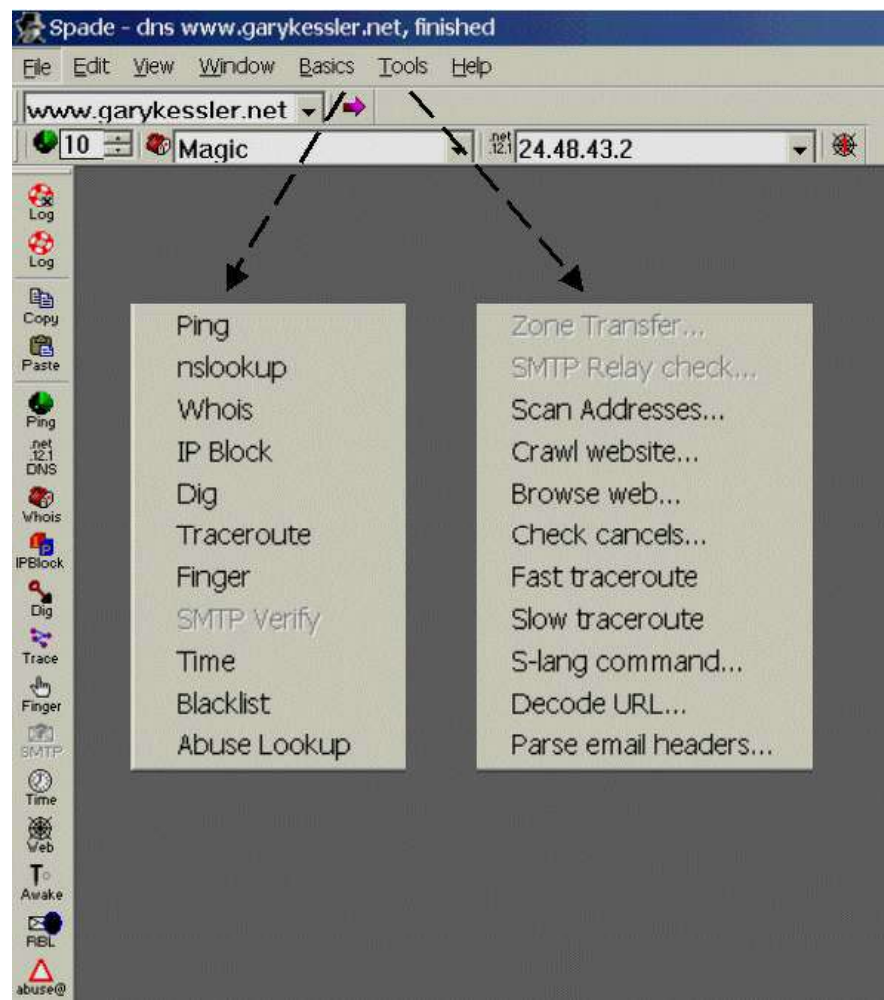 Spade - dns www.garykessler.net, finished
File Edit View Window Basics Tools Help
www.garykessler.net
10 Magic .net .12.1 24.48.43.2
Log
Log
Copy
Paste
Ping
.net
.12.1
DNS
Whois
IPBlock
Dig
Trace
Finger
SMTP
Time
Web
Awake
RBL
abuse@
Ping
nslookup
Whois
IP Block
Dig
Traceroute
Finger
SMTP Verify
Time
Blacklist
Abuse Lookup
Zone Transfer...
SMTP Relay check...
Scan Addresses...
Crawl website...
Browse web...
Check cancels...
Fast traceroute
Slow traceroute
S-lang command...
Decode URL...
Parse email headers...